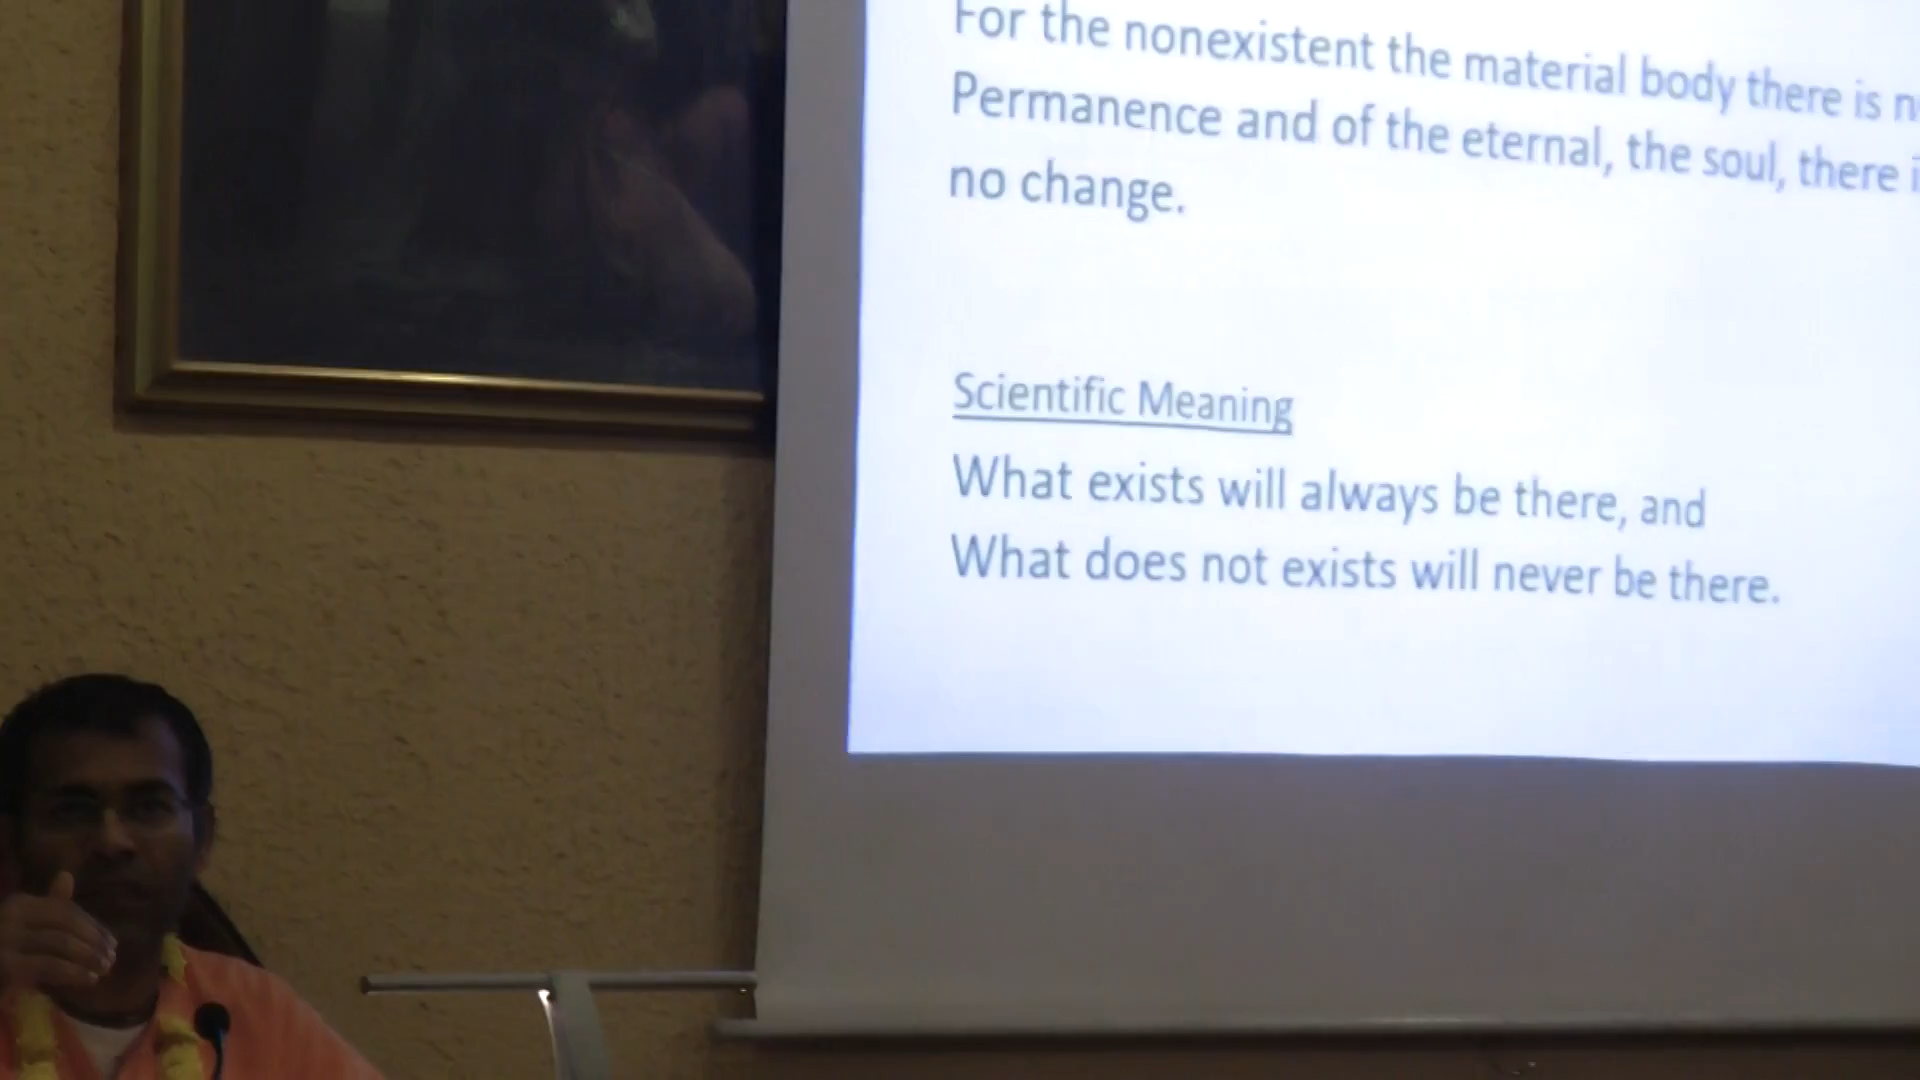 For the nonexistent the material body there is
Permanence and of the eternal, the soul, there
no change.
Scientific Meaning
What exists will always be there, and
What does not exists will never be there.